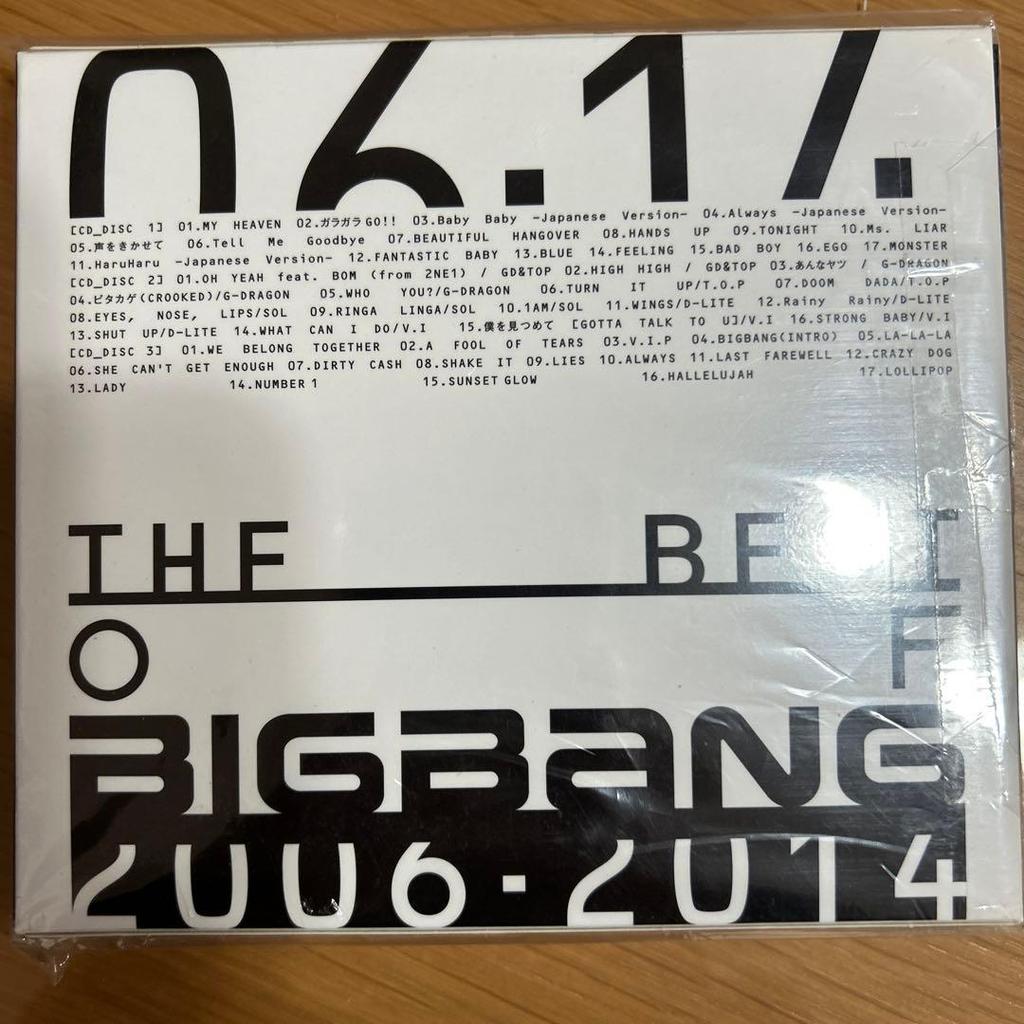 06.17.
[CD_DISC 1] 01.MY HEAVEN 02.ガラガラ GO!! 03.Baby Baby -Japanese Version- 04.Always -Japanese Version-
05.声をきかせて 06.Tell Me Goodbye 07.BEAUTIFUL HANGOVER 08.HANDS UP 09.TONIGHT 10.Ms. LIAR
11.HaruHaru -Japanese Version- 12.FANTASTIC BABY 13.BLUE 14.FEELING 15.BAD BOY 16.EGO 17.MONSTER
[CD_DISC 2] 01.OH YEAH feat. BOM (from 2NE1) / GD&TOP 02.HIGH HIGH / GD&TOP 03.あんなヤツ / G-DRAGON
04.ピタカゲ(CROOKED)/G-DRAGON 05.WHO YOU?/G-DRAGON 06.TURN IT UP/T.O.P 07.DOOM DADA/T.O.P
08.EYES, NOSE, LIPS/SOL 09.RINGA LINGA/SOL 10.1AM/SOL 11.WINGS/D-LITE 12.Rainy Rainy/D-LITE
13.SHUT UP/D-LITE 14.WHAT CAN I DO/V.I 15.僕を見つめて [GOTTA TALK TO U]/V.I 16.STRONG BABY/V.I
[CD_DISC 3] 01.WE BELONG TOGETHER 02.A FOOL OF TEARS 03.V.I.P 04.BIGBANG(INTRO) 05.LA-LA-LA
06.SHE CAN'T GET ENOUGH 07.DIRTY CASH 08.SHAKE IT 09.LIES 10.ALWAYS 11.LAST FAREWELL 12.CRAZY DOG
13.LADY 14.NUMBER 1 15.SUNSET GLOW 16.HALLELUJAH 17.LOLLIPOP
THE BEST
OF
BIGBANG
2006-2014